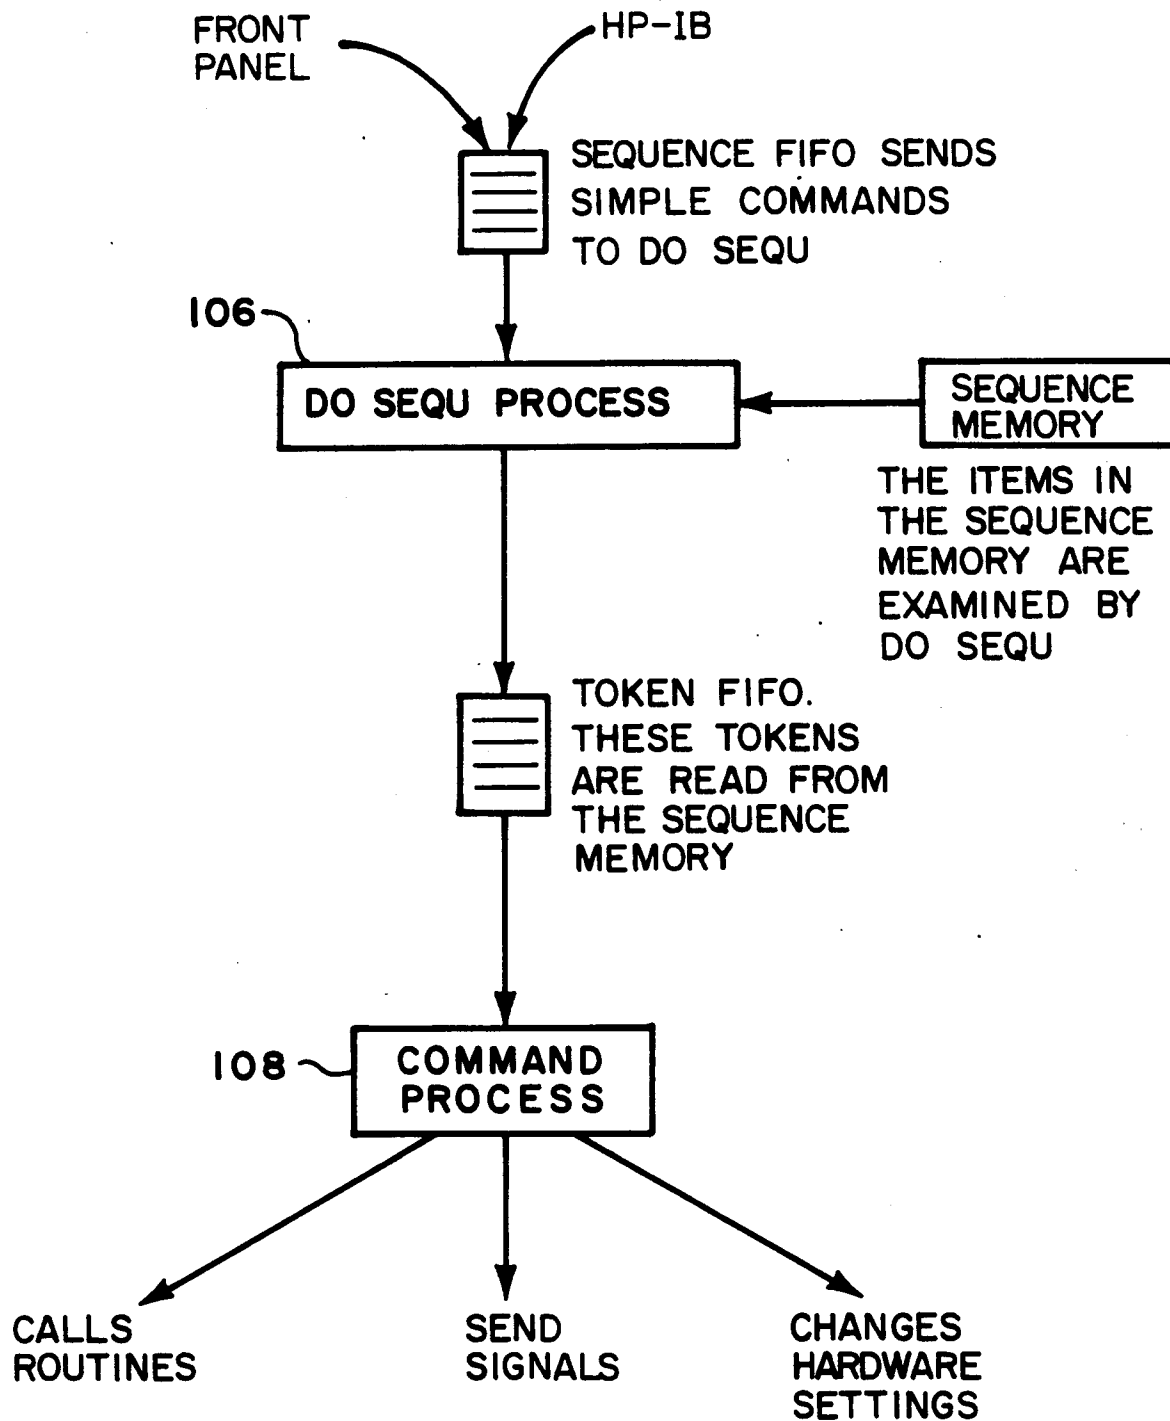 FRONT
PANEL
HP-IB
SEQUENCE FIFO SENDS
SIMPLE COMMANDS
TO DO SEQU
106
DO SEQU PROCESS
SEQUENCE
MEMORY
THE ITEMS IN
THE SEQUENCE
MEMORY ARE
EXAMINED BY
DO SEQU
TOKEN FIFO.
THESE TOKENS
ARE READ FROM
THE SEQUENCE
MEMORY
108
COMMAND
PROCESS
CALLS
ROUTINES
SEND
SIGNALS
CHANGES
HARDWARE
SETTINGS